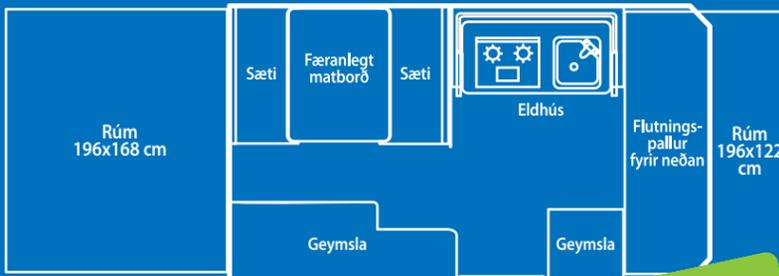 Rúm
196x168 cm
Sæti
Færanlegt
matborð
Sæti
Eldhús
Flutnings-
pallur
fyrir neðan
Rúm
196x122
cm
Geymsla
Geymsla